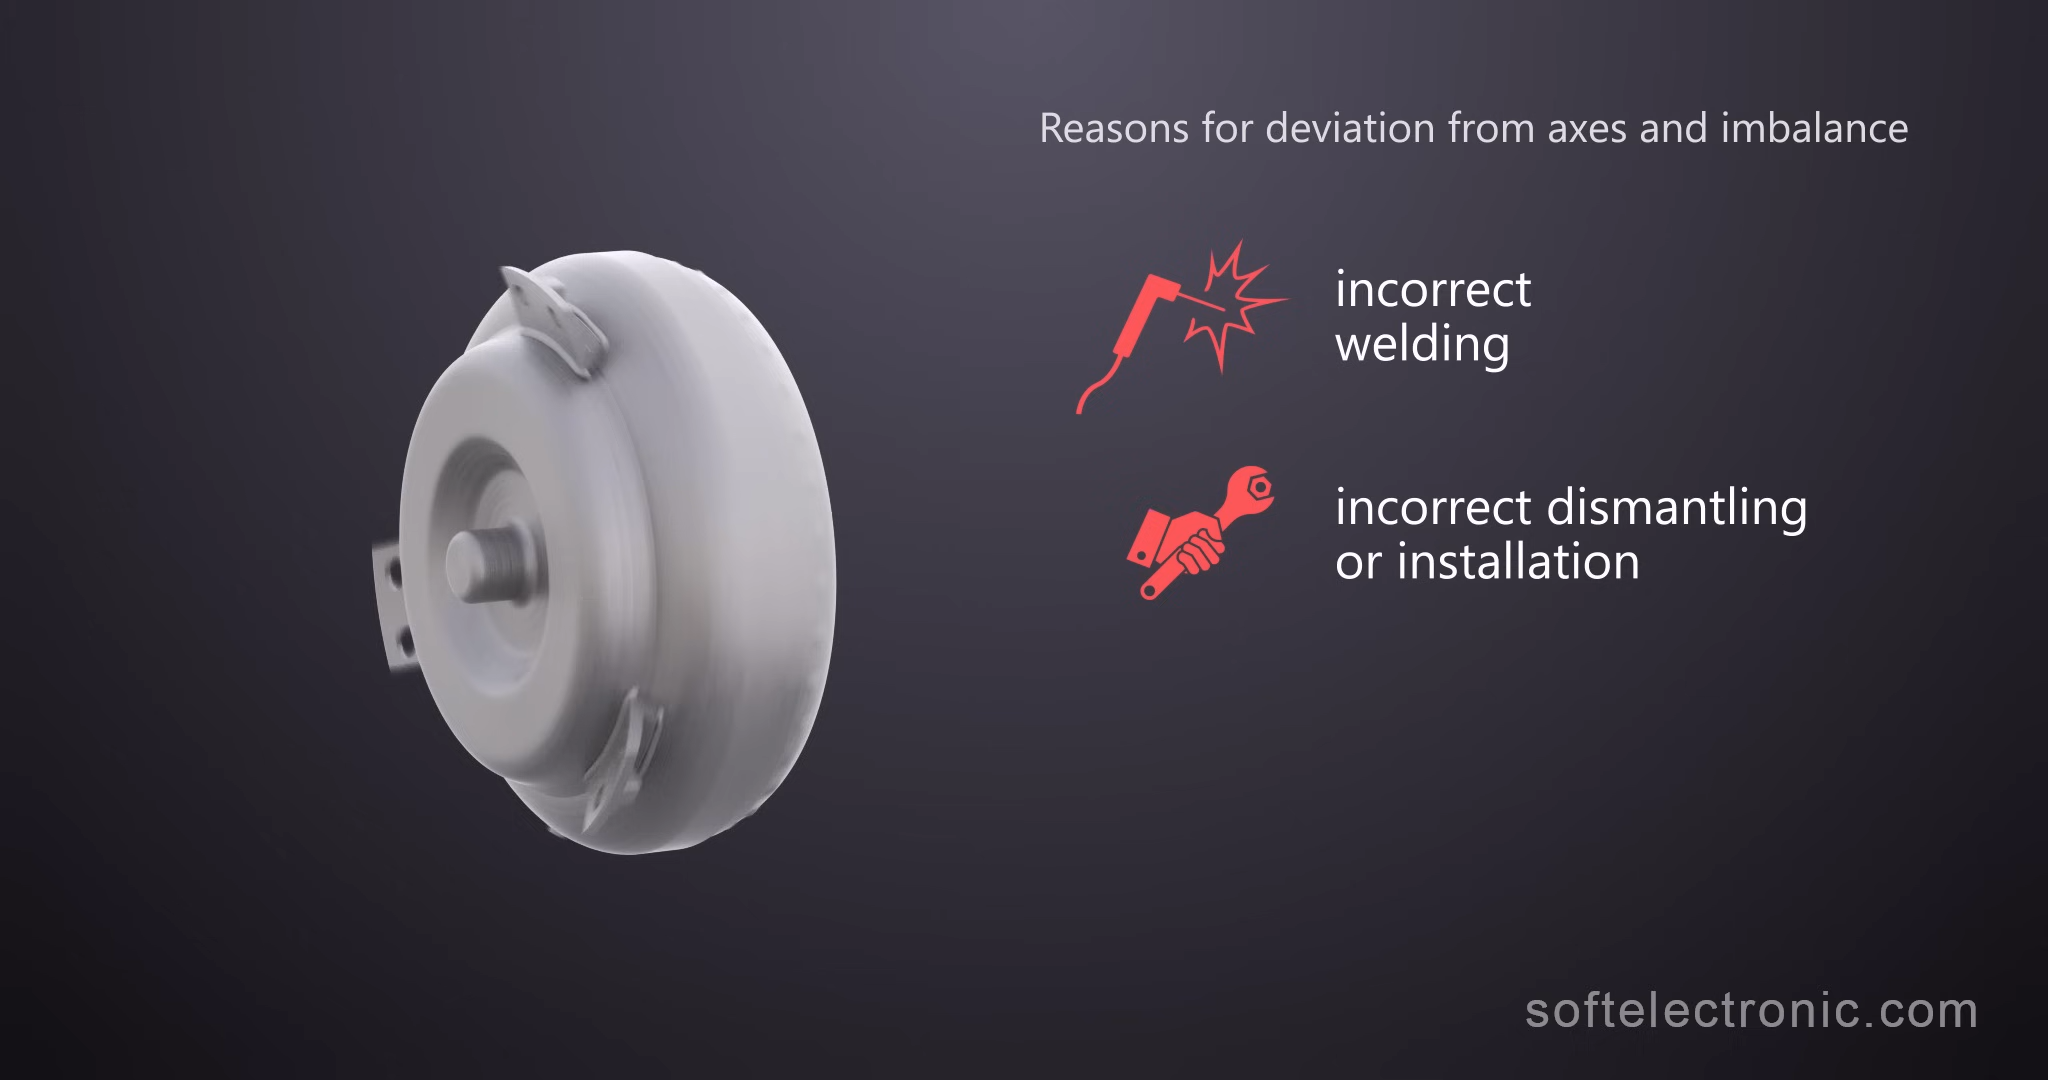 Reasons for deviation from axes and imbalance
incorrect
welding
incorrect dismantling
or installation
softelectronic.com